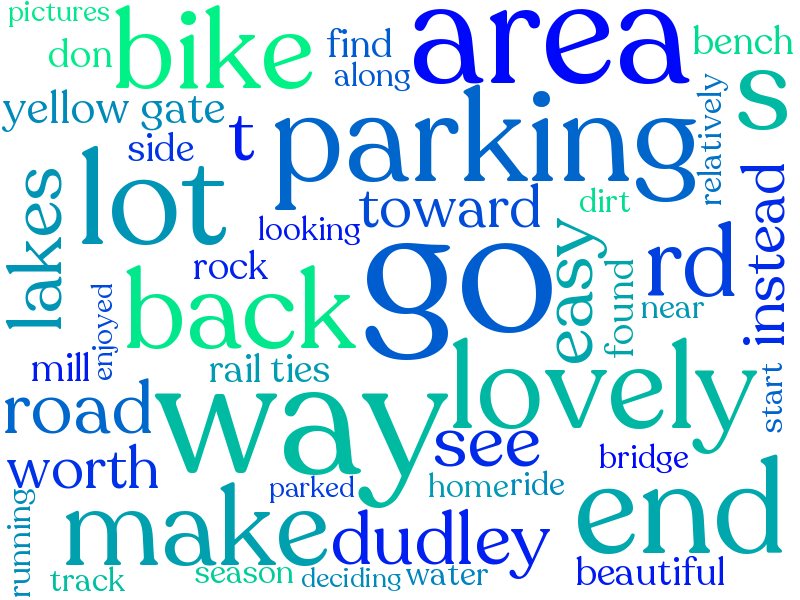 pictures
bike
area
don
find
along
bench
yellow gate
t
parking
relatively
s
side
lot
toward
dirt
lakes
looking
go
easy
rd
instead
rock
back
found
near
enjoyed
mill
rail ties
way
lovely
start
road
see
worth
bridge
parked
home
ride
end
running
make
dudley
track
season
deciding
water
beautiful